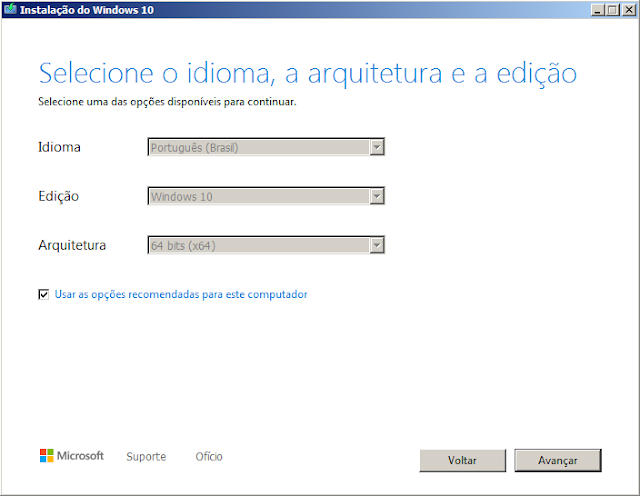 Instalação do Windows 10
Selecione o idioma, a arquitetura e a edição
Selecione uma das opções disponíveis para continuar.
Idioma Português (Brasil)
Edição Windows 10
Arquitetura 64 bits (x64)
Usar as opções recomendadas para este computador
Microsoft Suporte Ofício Voltar Avançar